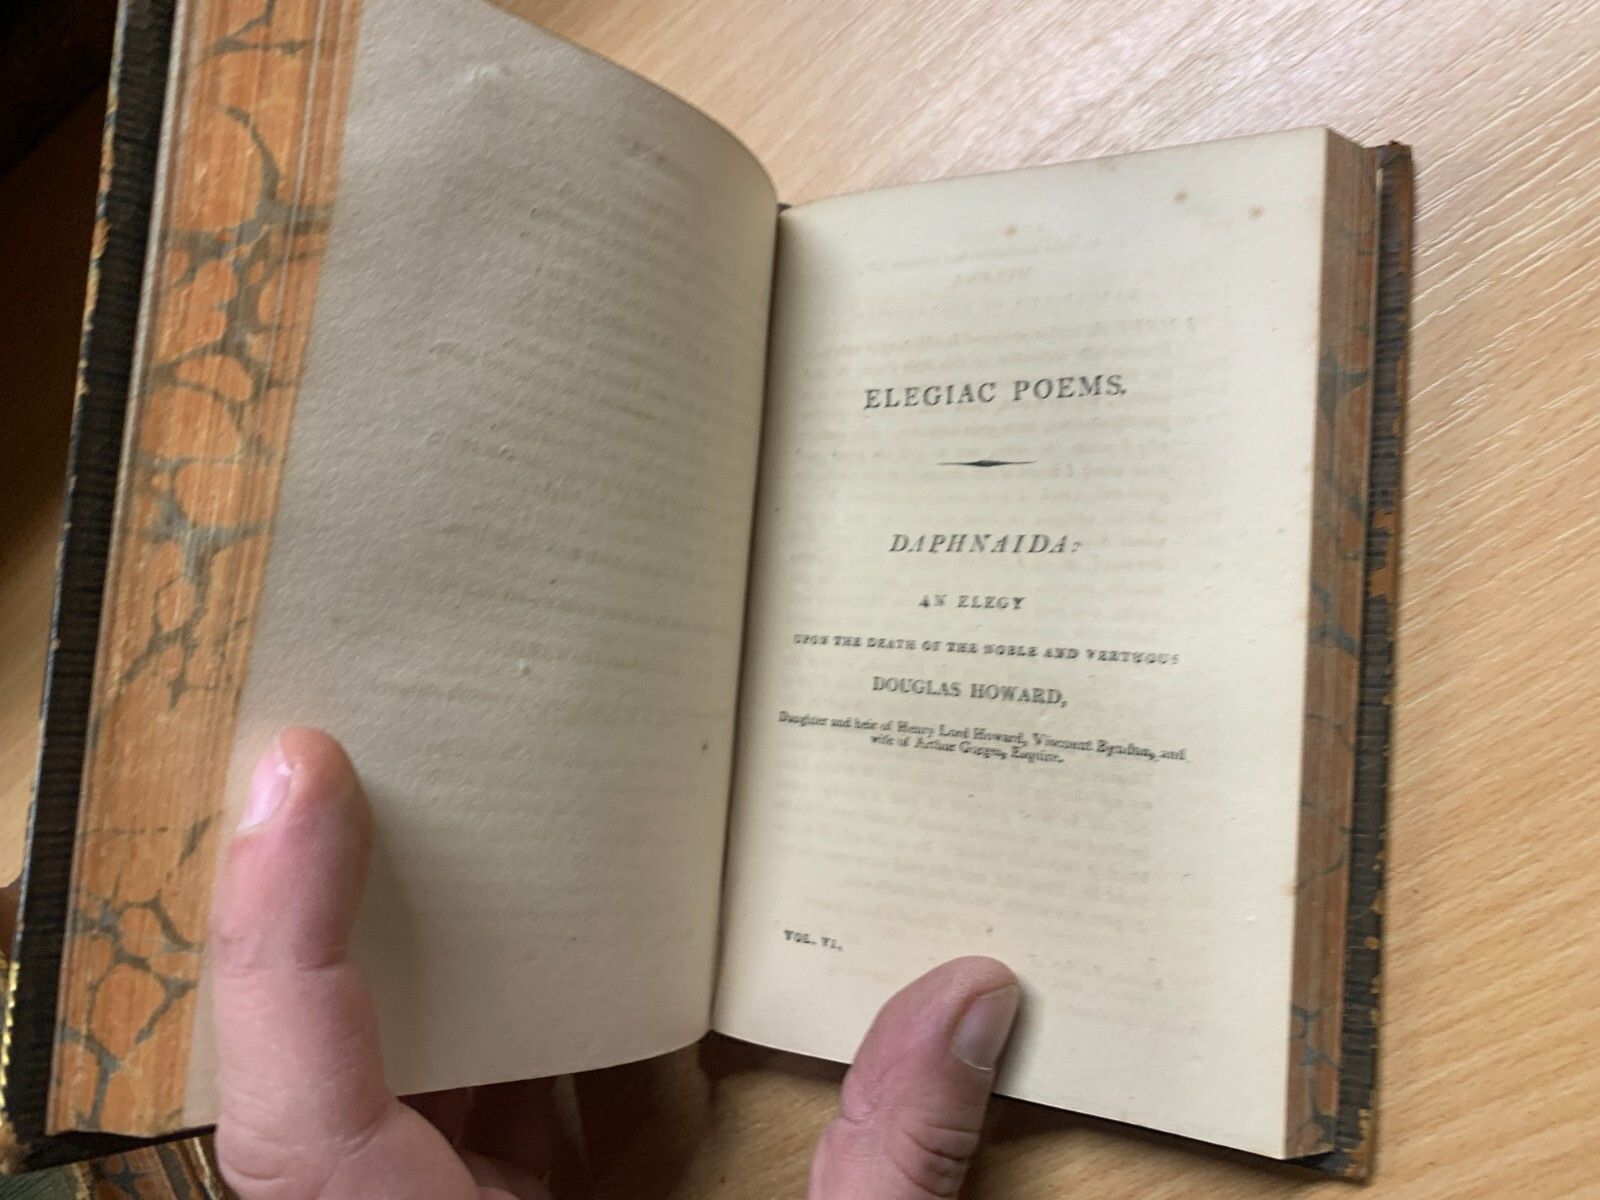 ELEGIAC POEMS.
DAPHNAIDA:
AN ELEGY
UPON THE DEATH OF THE NOBLE AND VERTUOUS
DOUGLAS HOWARD,
Daughter and heir of Henry Lord Howard, Viscount Byndon, and
wife of Arthur Gorges, Esquire.
VOL. VI.